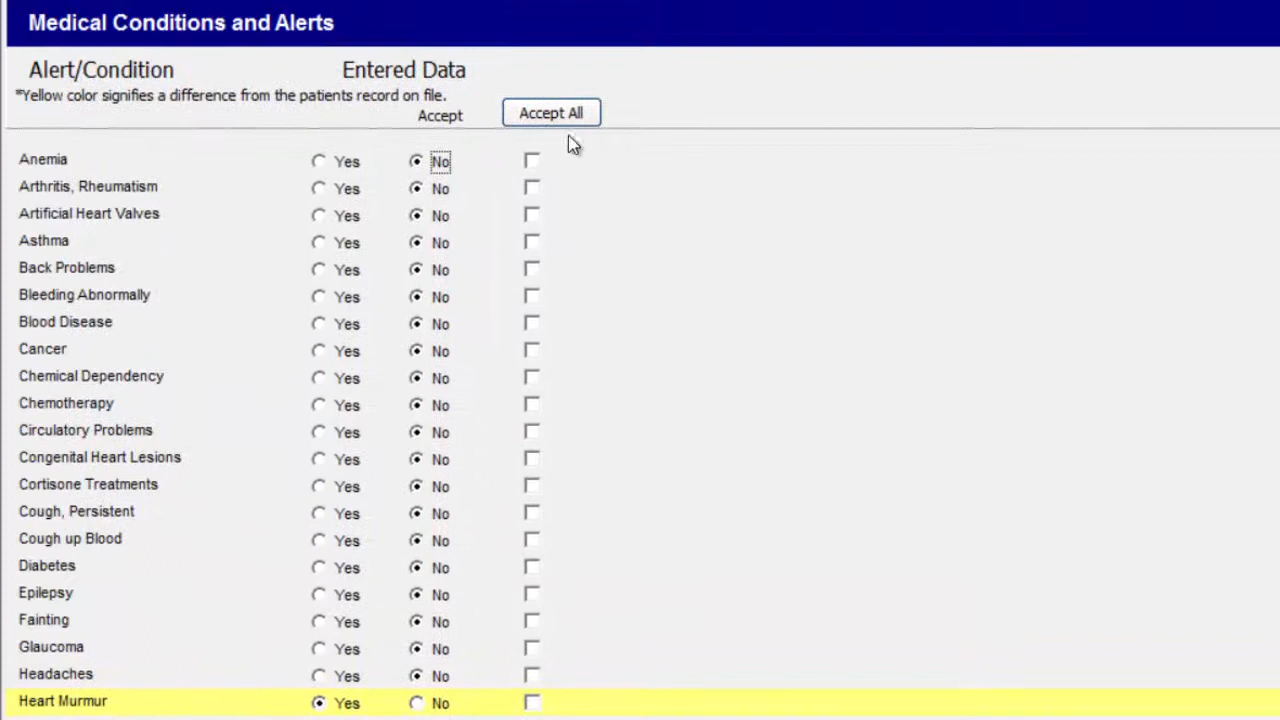 Medical Conditions and Alerts
Alert/Condition Entered Data
*Yellow color signifies a difference from the patients record on file.
Accept Accept All
Anemia Yes No
Arthritis, Rheumatism Yes No
Artificial Heart Valves Yes No
Asthma Yes No
Back Problems Yes No
Bleeding Abnormally Yes No
Blood Disease Yes No
Cancer Yes No
Chemical Dependency Yes No
Chemotherapy Yes No
Circulatory Problems Yes No
Congenital Heart Lesions Yes No
Cortisone Treatments Yes No
Cough, Persistent Yes No
Cough up Blood Yes No
Diabetes Yes No
Epilepsy Yes No
Fainting Yes No
Glaucoma Yes No
Headaches Yes No
Heart Murmur Yes No